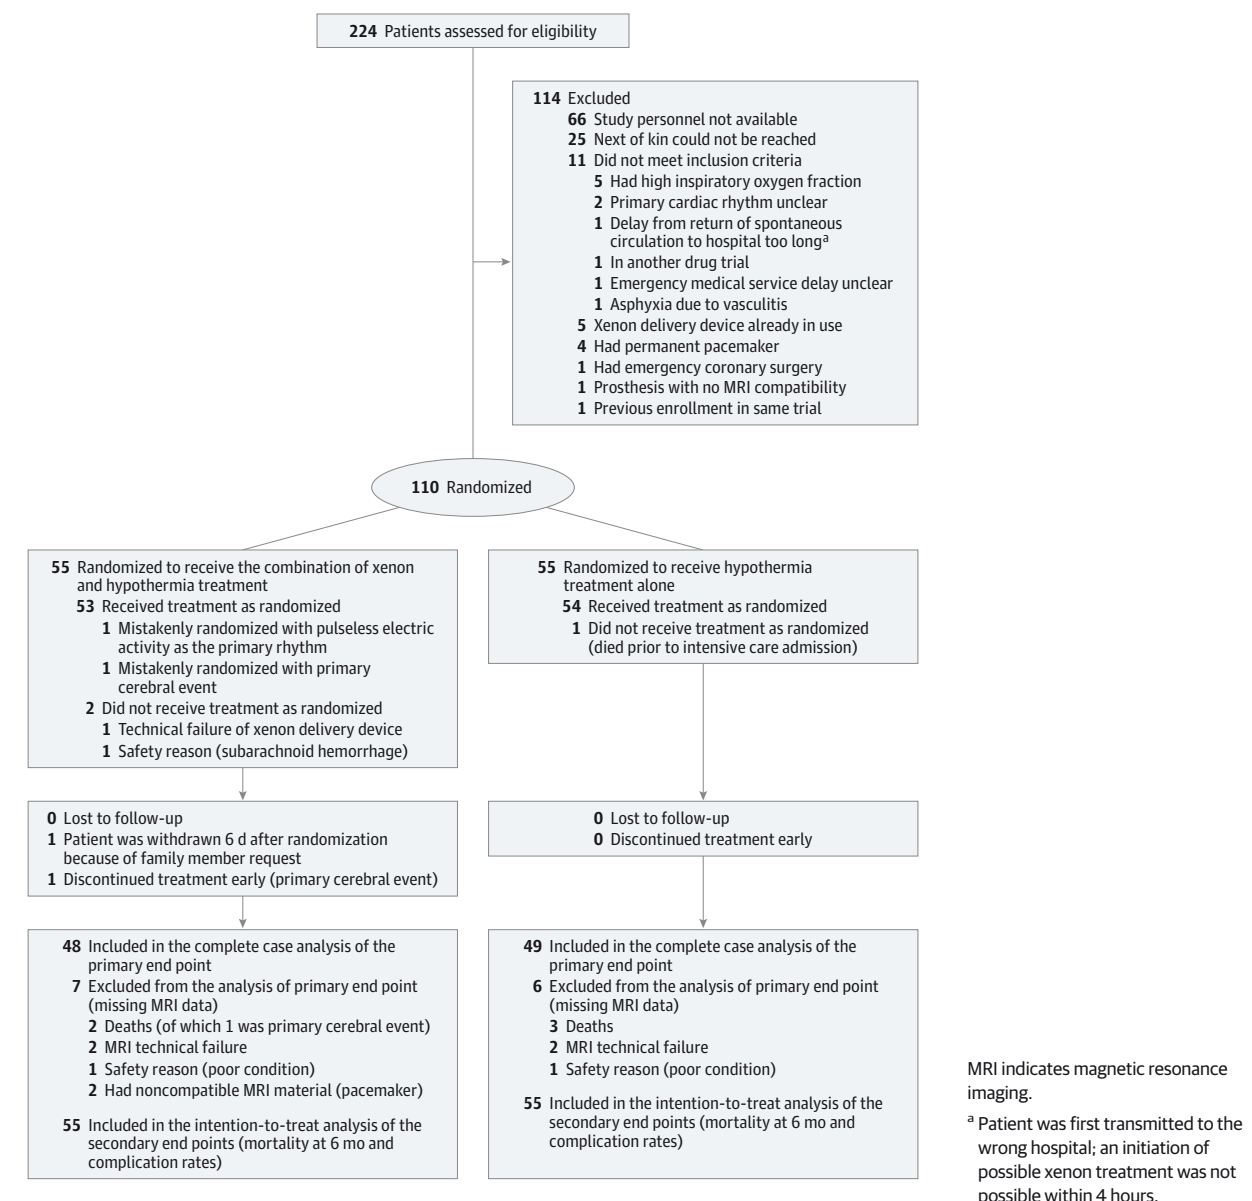 224 Patients assessed for eligibility
114 Excluded
66 Study personnel not available
25 Next of kin could not be reached
11 Did not meet inclusion criteria
5 Had high inspiratory oxygen fraction
2 Primary cardiac rhythm unclear
1 Delay from return of spontaneous
circulation to hospital too longᵃ
1 In another drug trial
1 Emergency medical service delay unclear
1 Asphyxia due to vasculitis
5 Xenon delivery device already in use
4 Had permanent pacemaker
1 Had emergency coronary surgery
1 Prosthesis with no MRI compatibility
1 Previous enrollment in same trial
110 Randomized
55 Randomized to receive the combination of xenon
and hypothermia treatment
53 Received treatment as randomized
1 Mistakenly randomized with pulseless electric
activity as the primary rhythm
1 Mistakenly randomized with primary
cerebral event
2 Did not receive treatment as randomized
1 Technical failure of xenon delivery device
1 Safety reason (subarachnoid hemorrhage)
55 Randomized to receive hypothermia
treatment alone
54 Received treatment as randomized
1 Did not receive treatment as randomized
(died prior to intensive care admission)
0 Lost to follow-up
1 Patient was withdrawn 6 d after randomization
because of family member request
1 Discontinued treatment early (primary cerebral event)
0 Lost to follow-up
0 Discontinued treatment early
48 Included in the complete case analysis of the
primary end point
7 Excluded from the analysis of primary end point
(missing MRI data)
2 Deaths (of which 1 was primary cerebral event)
2 MRI technical failure
1 Safety reason (poor condition)
2 Had noncompatible MRI material (pacemaker)
55 Included in the intention-to-treat analysis of the
secondary end points (mortality at 6 mo and
complication rates)
49 Included in the complete case analysis of the
primary end point
6 Excluded from the analysis of primary end point
(missing MRI data)
3 Deaths
2 MRI technical failure
1 Safety reason (poor condition)
55 Included in the intention-to-treat analysis of the
secondary end points (mortality at 6 mo and
complication rates)
MRI indicates magnetic resonance
imaging.
ᵃ Patient was first transmitted to the
wrong hospital; an initiation of
possible xenon treatment was not
possible within 4 hours.